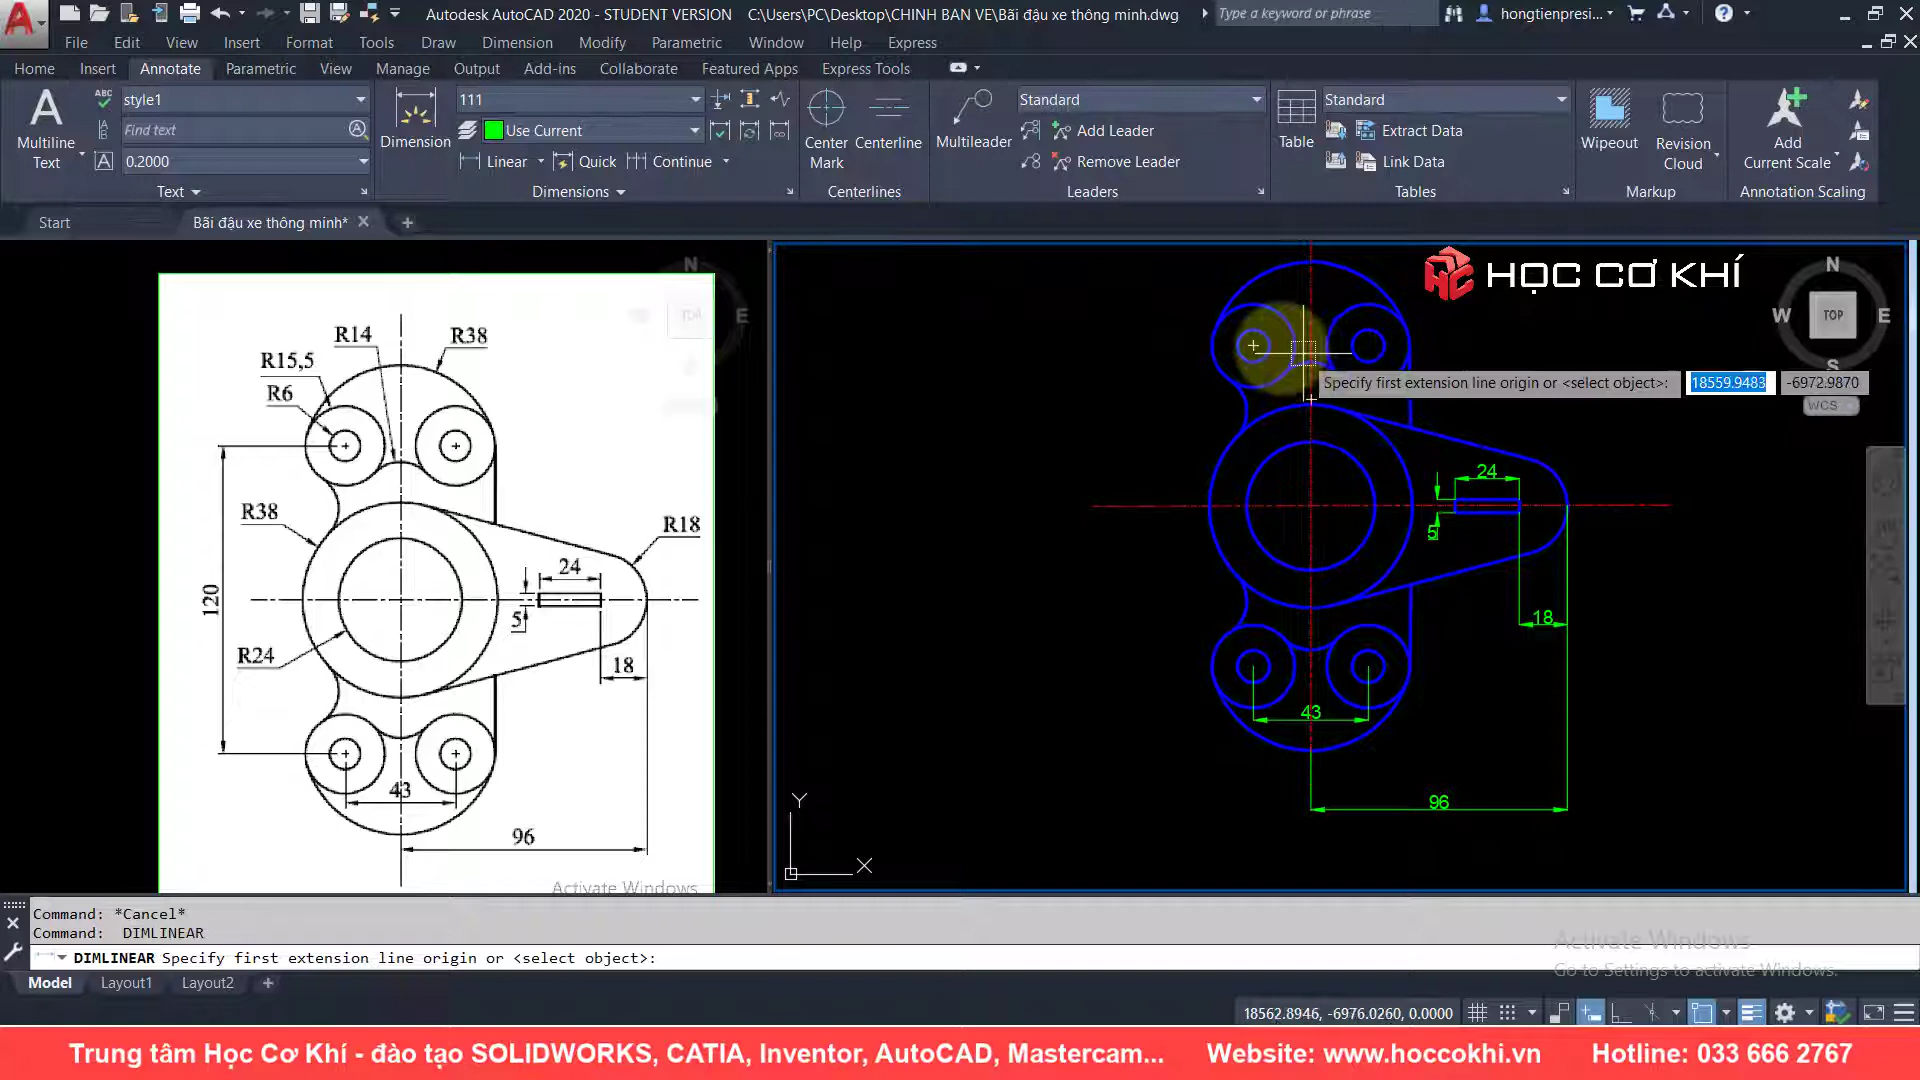 Autodesk AutoCAD 2020 - STUDENT VERSION C:\Users\PC\Desktop\CHINH BAN VE\Bãi đậu xe thông minh.dwg Type a keyword or phrase hongtienpresi...
File Edit View Insert Format Tools Draw Dimension Modify Parametric Window Help Express
Home Insert Annotate Parametric View Manage Output Add-ins Collaborate Featured Apps Express Tools
Multiline Text
ABC
style1
Find text
0.2000
Text
Dimension
111
Use Current
Linear Quick Continue
Dimensions
Center Mark
Centerline
Centerlines
Multileader
Standard
Add Leader
Remove Leader
Leaders
Table
Standard
Extract Data
Link Data
Tables
Wipeout
Revision Cloud
Markup
Add Current Scale
Annotation Scaling
Start Bãi đậu xe thông minh*
R14 R38
R15,5
R6
R38
R18
24
120
5
R24
18
43
96
HỌC CƠ KHÍ
N
W TOP E
S
WCS
Specify first extension line origin or <select object>: 18559.9483 -6972.9870
24
5
18
43
96
Y
X
N
E
Activate Windows
Command: *Cancel*
Command: DIMLINEAR
DIMLINEAR Specify first extension line origin or <select object>:
Activate Windows
Go to Settings to activate Windows.
Model Layout1 Layout2
18562.8946, -6976.0260, 0.0000
Trung tâm Học Cơ Khí - đào tạo SOLIDWORKS, CATIA, Inventor, AutoCAD, Mastercam... Website: www.hoccokhi.vn Hotline: 033 666 2767